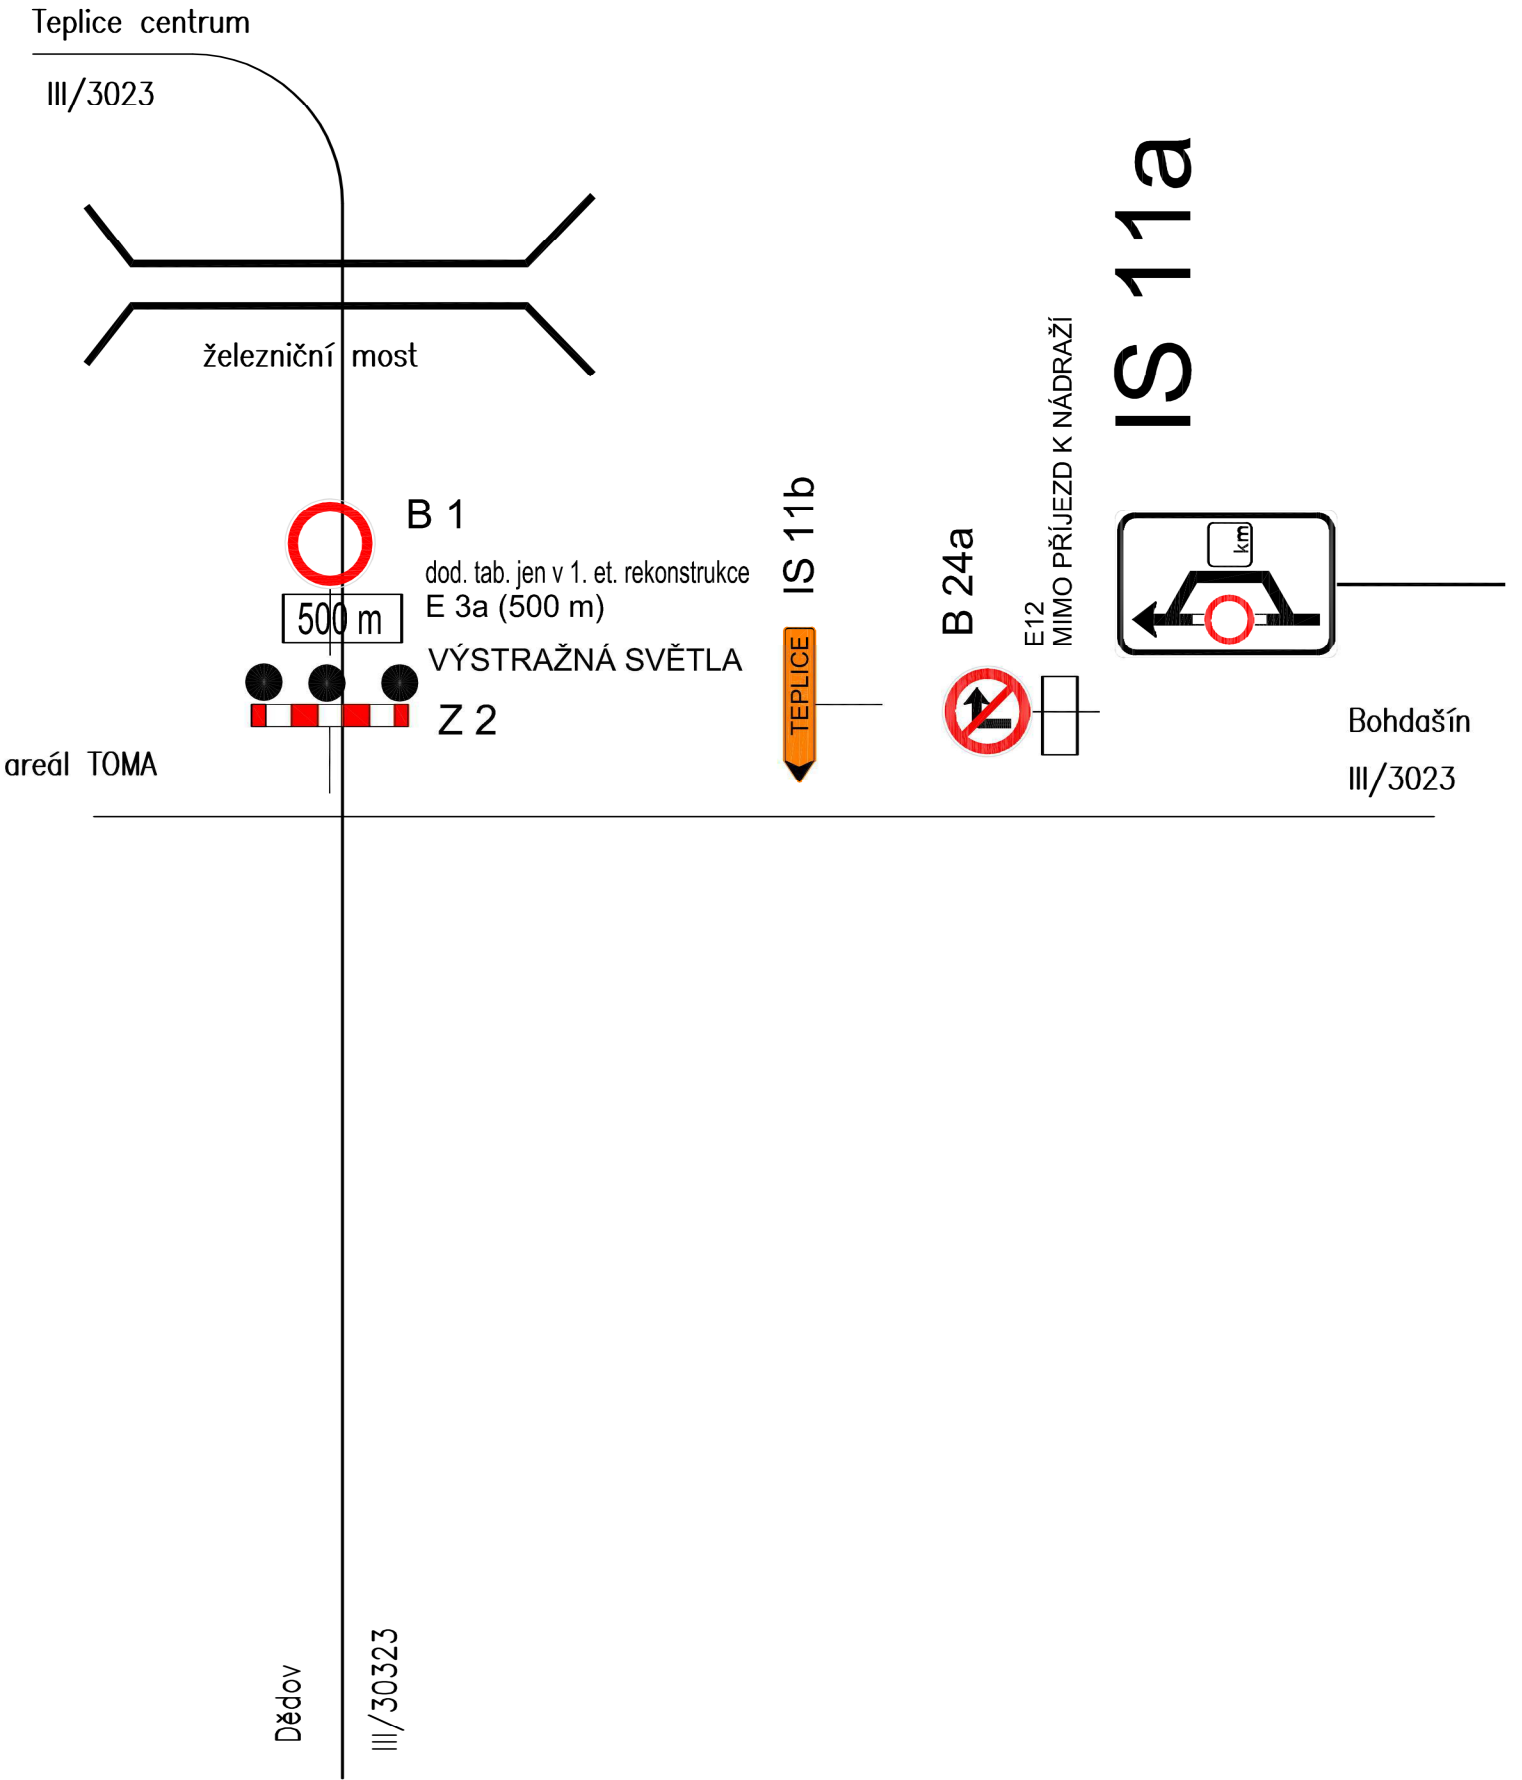 Teplice centrum
III/3023
železniční most
IS 11a
B 1
dod. tab. jen v 1. et. rekonstrukce
E 3a (500 m)
500 m
VÝSTRAŽNÁ SVĚTLA
Z 2
IS 11b
TEPLICE
B 24a
E12
MIMO PŘÍJEZD K NÁDRAŽÍ
km
Bohdašín
III/3023
areál TOMA
Dědov
III/30323